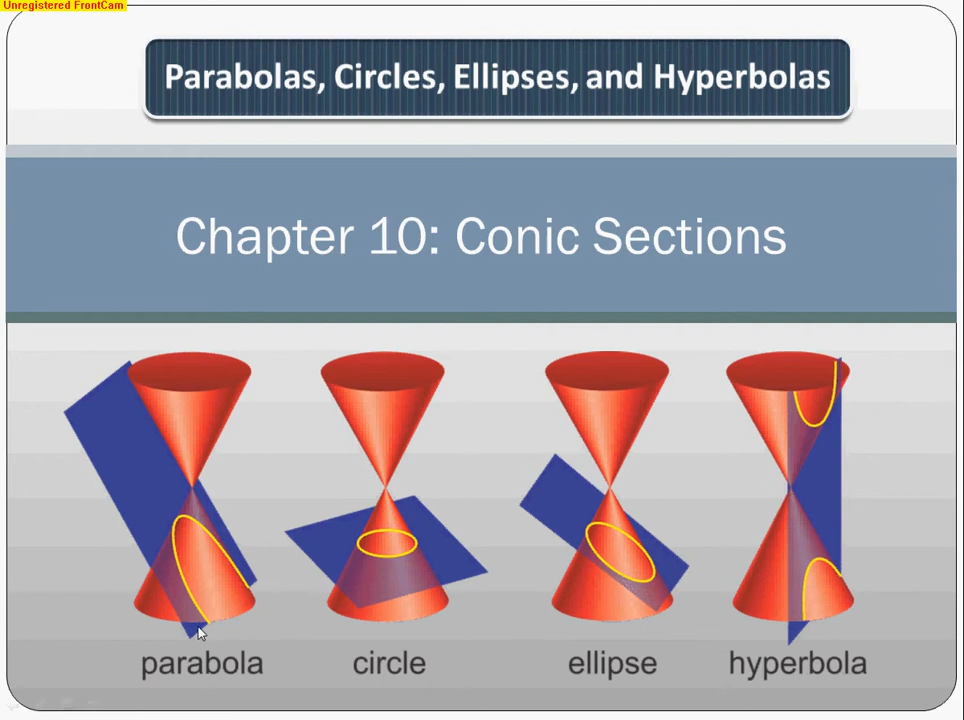 Unregistered FrontCam
Parabolas, Circles, Ellipses, and Hyperbolas
Chapter 10: Conic Sections
parabola circle ellipse hyperbola